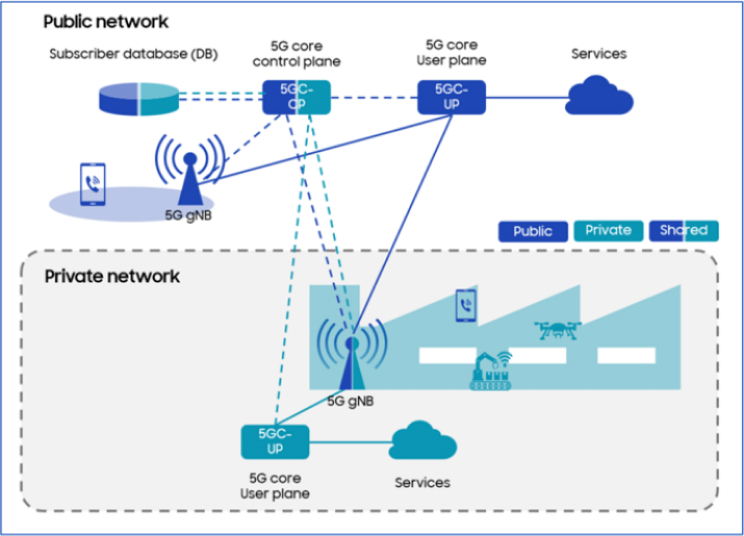 Public network
Subscriber database (DB)
5G core
control plane
5G core
User plane
Services
5GC-
CP
5GC-
UP
5G gNB
Public
Private
Shared
Private network
5G gNB
5GC-
UP
5G core
User plane
Services